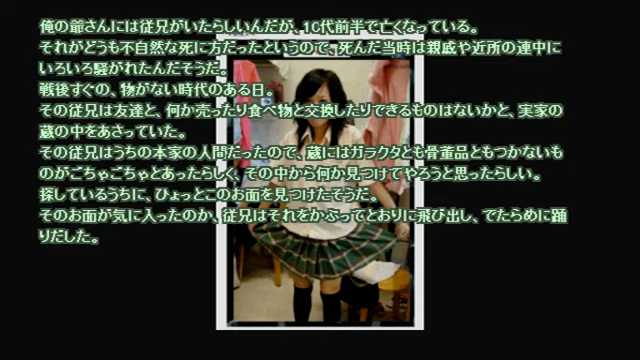 俺の爺さんには従兄がいたらしいんだが、10代前半で亡くなっている。
それがどうも不自然な死に方だったというので、死んだ当時は親戚や近所の連中に
いろいろ騒がれたんだそうだ。
戦後すぐの、物がない時代のある日。
その従兄は友達と、何か売ったり食べ物と交換したりできるものはないかと、実家の
蔵の中をあさっていた。
その従兄はうちの本家の人間だったので、蔵にはガラクタとも骨董品ともつかないも
のがごちゃごちゃとあったらしく、その中から何か見つけてやろうと思ったらしい。
探しているうちに、ひょっとこのお面を見つけたそうだ。
そのお面が気に入ったのか、従兄はそれをかぶってとおりに飛び出し、でたらめに踊
りだした。